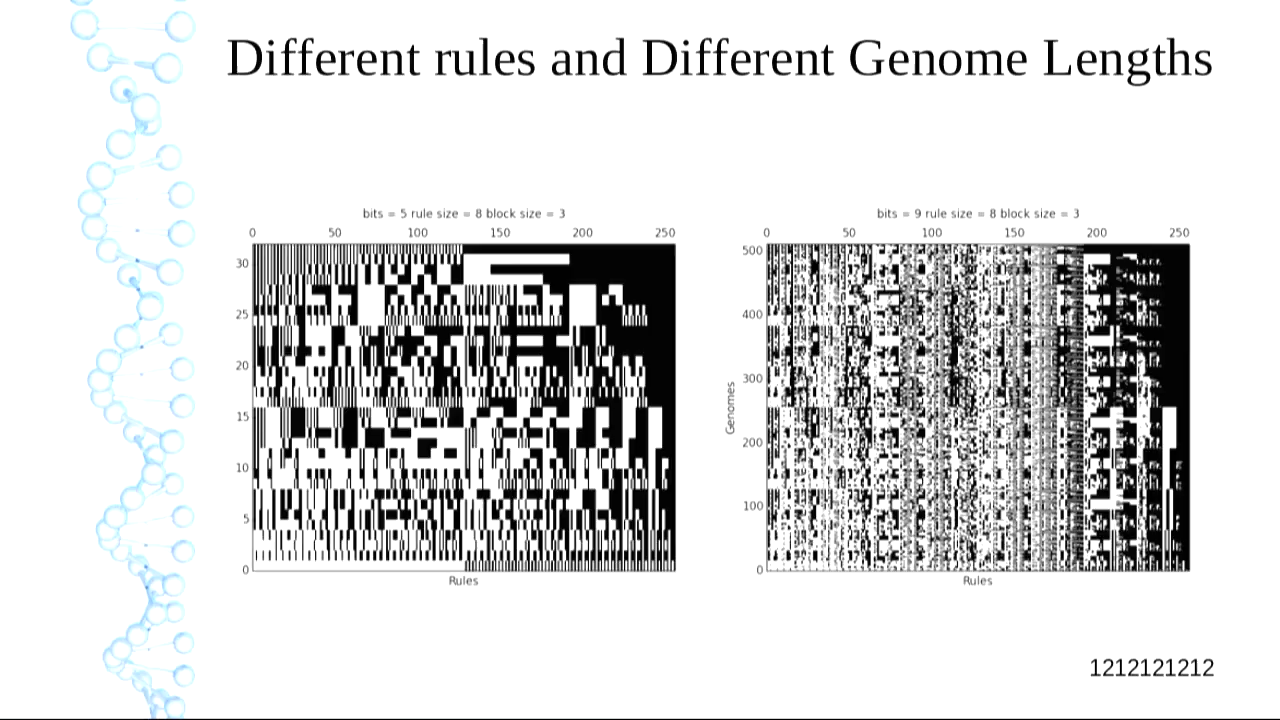 Different rules and Different Genome Lengths
bits = 5 rule size = 8 block size = 3
0 50 100 150 200 250
30
25
20
15
10
5
0
Rules
bits = 9 rule size = 8 block size = 3
0 50 100 150 200 250
500
400
300
200
100
0
Genomes
Rules
1212121212